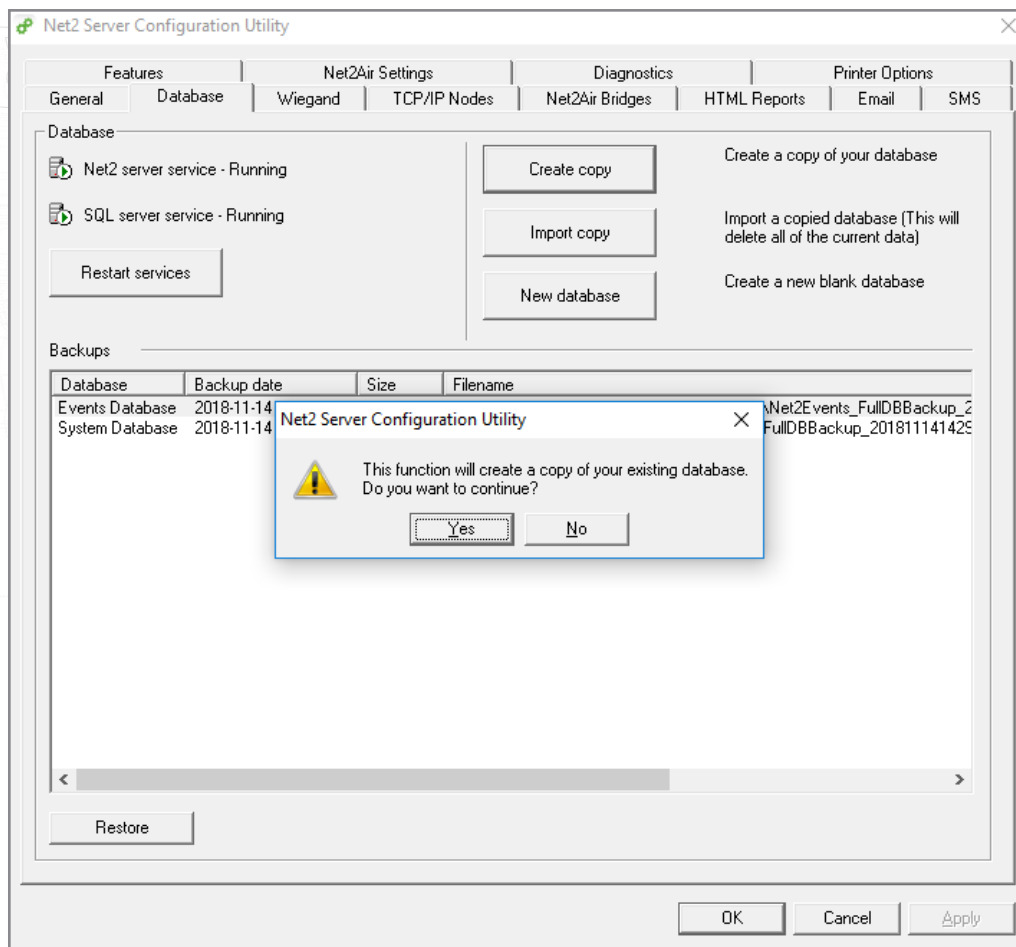 Net2 Server Configuration Utility
Features Net2Air Settings Diagnostics Printer Options
General Database Wiegand TCP/IP Nodes Net2Air Bridges HTML Reports Email SMS
Database
Net2 server service - Running
SQL server service - Running
Restart services
Create copy
Create a copy of your database
Import copy
Import a copied database (This will
delete all of the current data)
New database
Create a new blank database
Backups
Database Backup date Size Filename
Events Database 2018-11-14 \Net2Events_FullDBBackup_2
System Database 2018-11-14 FullDBBackup_201811141429
Net2 Server Configuration Utility
This function will create a copy of your existing database.
Do you want to continue?
Yes No
Restore
OK Cancel Apply